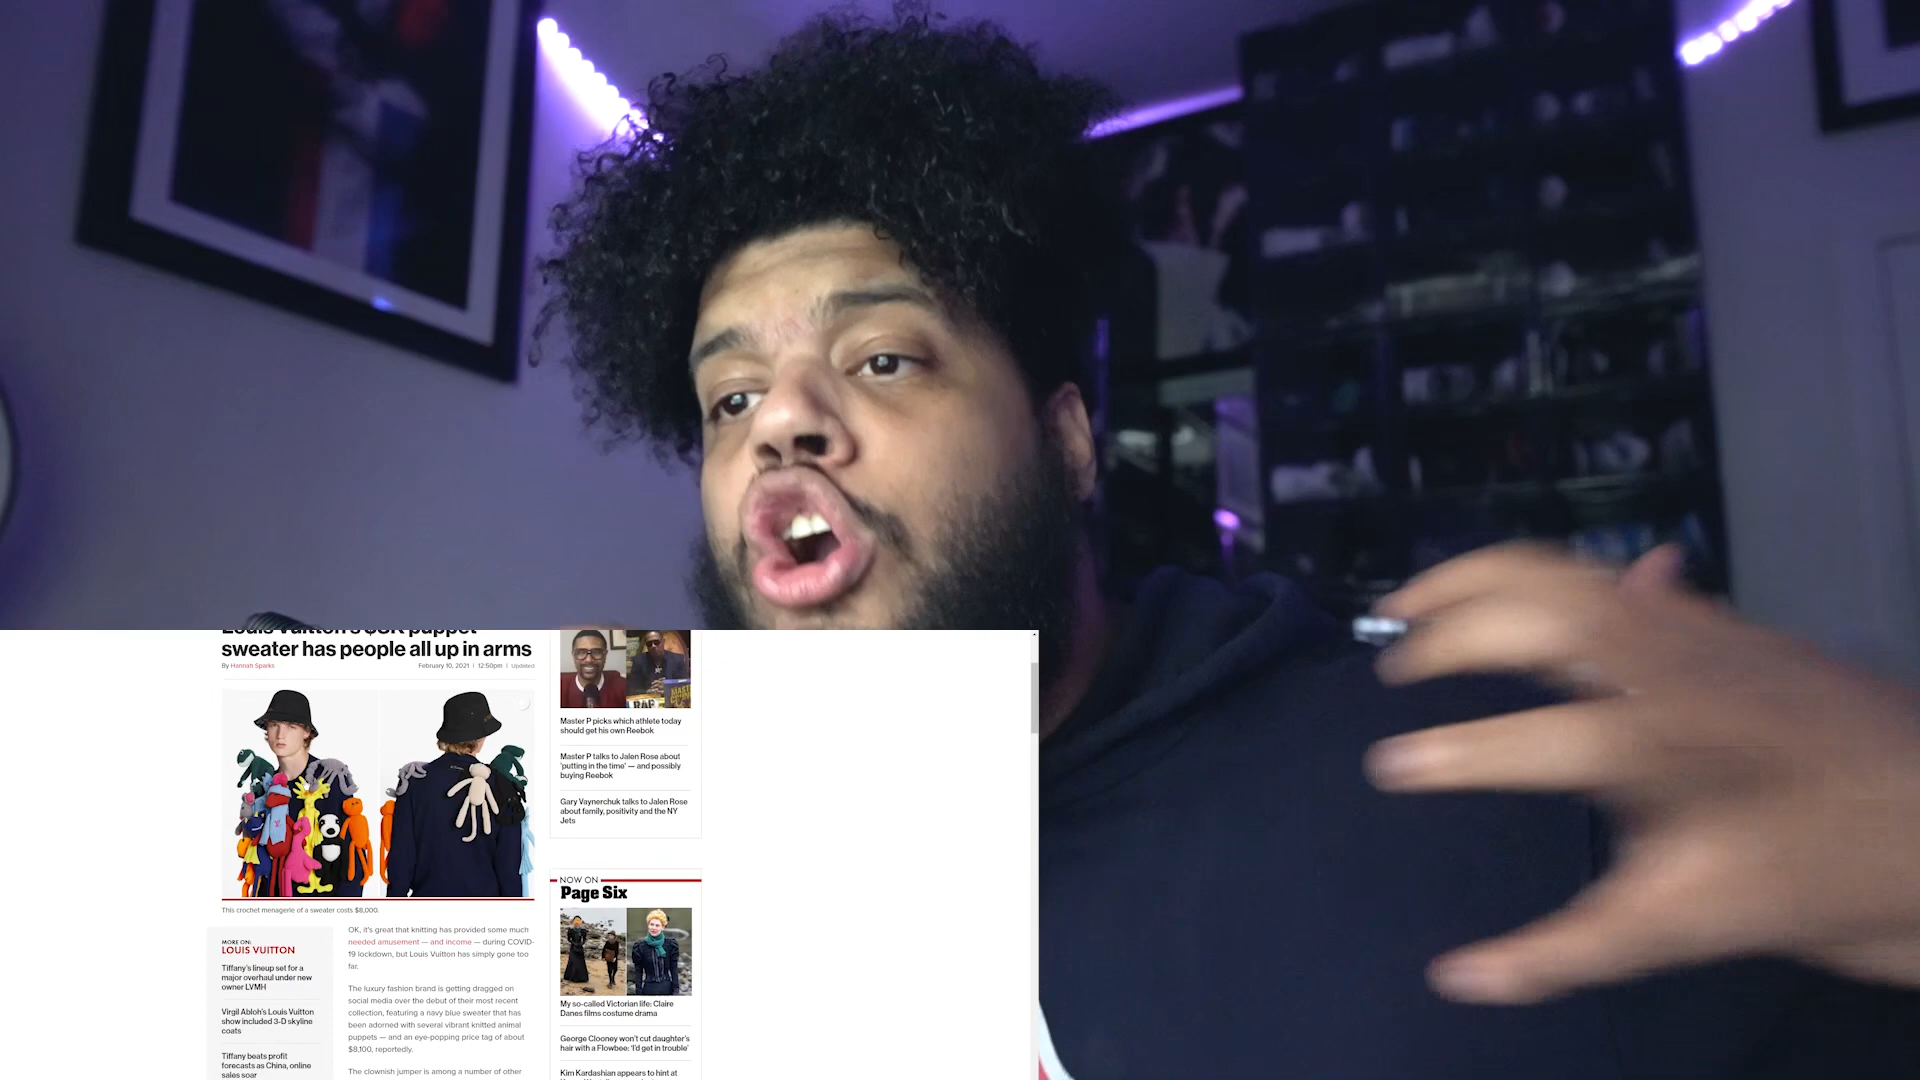 Louis Vuitton's $8K puppet
sweater has people all up in arms
By Hannah Sparks
February 10, 2021 | 12:50pm | Updated
This crochet menagerie of a sweater costs $8,000.
MORE ON:
LOUIS VUITTON
Tiffany's lineup set for a
major overhaul under new
owner LVMH
Virgil Abloh's Louis Vuitton
show included 3-D skyline
coats
Tiffany beats profit
forecasts as China, online
sales soar
OK, it's great that knitting has provided some much
needed amusement — and income — during COVID-
19 lockdown, but Louis Vuitton has simply gone too
far.
The luxury fashion brand is getting dragged on
social media over the debut of their most recent
collection, featuring a navy blue sweater that has
been adorned with several vibrant knitted animal
puppets — and an eye-popping price tag of about
$8,100, reportedly.
The clownish jumper is among a number of other
Master P picks which athlete today
should get his own Reebok
Master P talks to Jalen Rose about
'putting in the time' — and possibly
buying Reebok
Gary Vaynerchuk talks to Jalen Rose
about family, positivity and the NY
Jets
NOW ON
Page Six
My so-called Victorian life: Claire
Danes films costume drama
George Clooney won't cut daughter's
hair with a Flowbee: 'I'd get in trouble'
Kim Kardashian appears to hint at